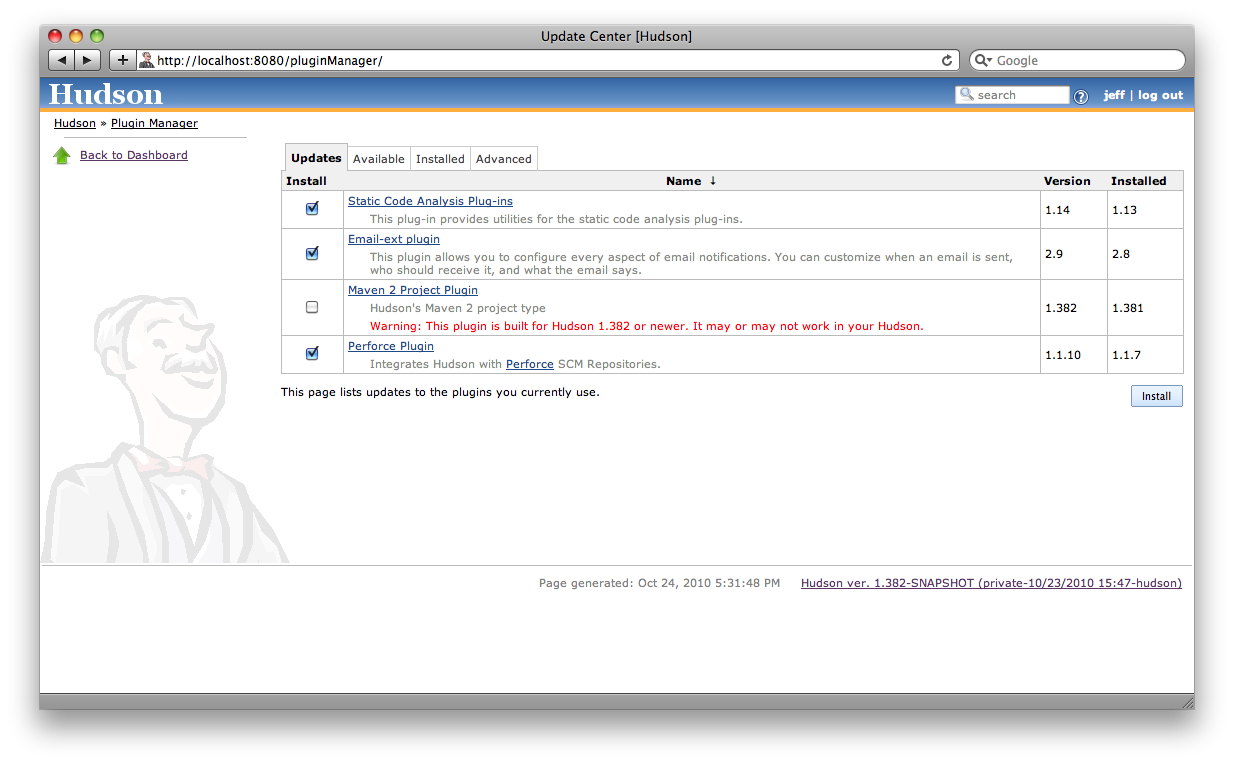 Update Center [Hudson]
http://localhost:8080/pluginManager/
Google
Hudson
search
?
jeff | log out
Hudson » Plugin Manager
Back to Dashboard
Updates Available Installed Advanced
Install Name ↓ Version Installed
Static Code Analysis Plug-ins
This plug-in provides utilities for the static code analysis plug-ins.
1.14 1.13
Email-ext plugin
This plugin allows you to configure every aspect of email notifications. You can customize when an email is sent,
who should receive it, and what the email says.
2.9 2.8
Maven 2 Project Plugin
Hudson's Maven 2 project type
Warning: This plugin is built for Hudson 1.382 or newer. It may or may not work in your Hudson.
1.382 1.381
Perforce Plugin
Integrates Hudson with Perforce SCM Repositories.
1.1.10 1.1.7
This page lists updates to the plugins you currently use.
Install
Page generated: Oct 24, 2010 5:31:48 PM Hudson ver. 1.382-SNAPSHOT (private-10/23/2010 15:47-hudson)